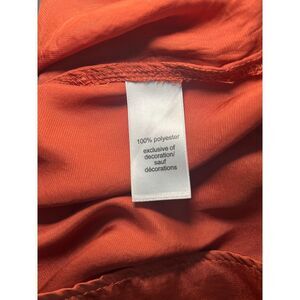 100% polyester
exclusive of
decoration/
sauf
décorations